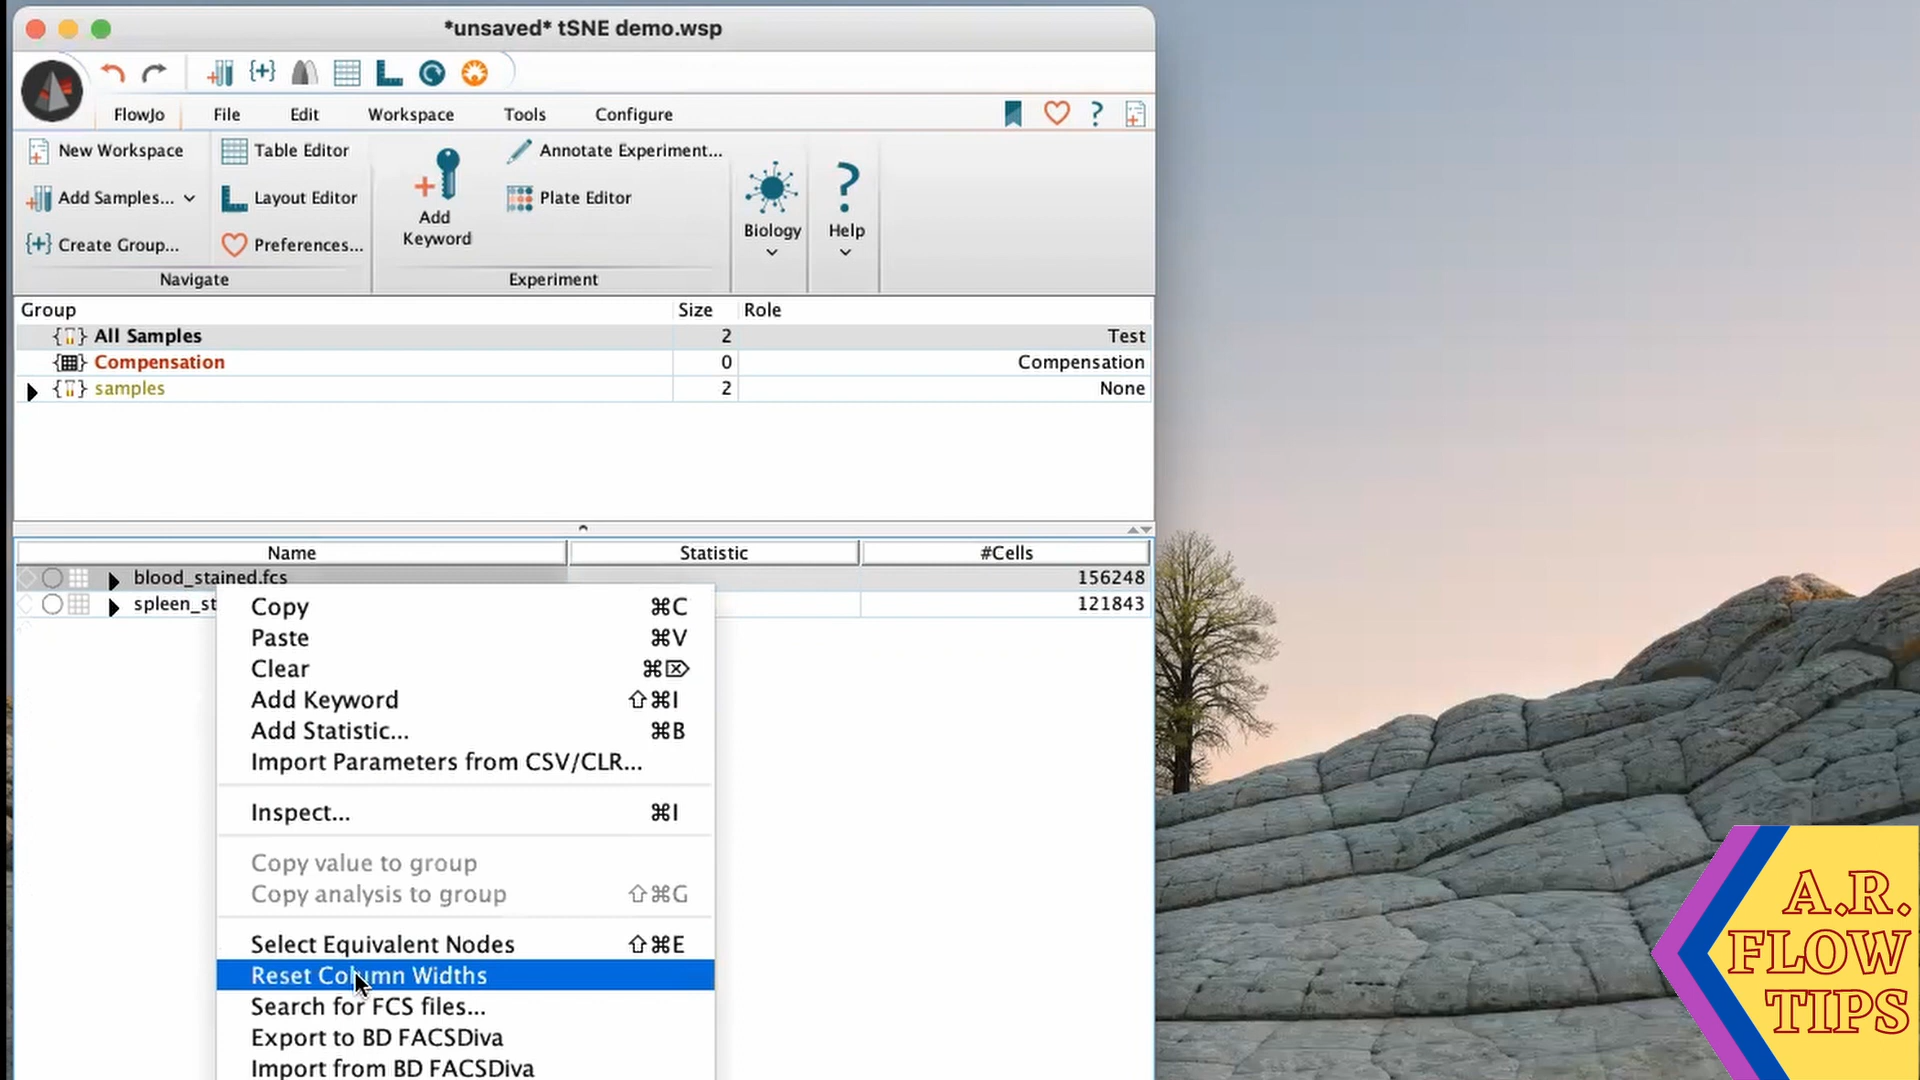 *unsaved* tSNE demo.wsp
FlowJo File Edit Workspace Tools Configure
New Workspace
Add Samples...
{+} Create Group...
Table Editor
Layout Editor
Preferences...
Navigate
Add
Keyword
Annotate Experiment...
Plate Editor
Experiment
Biology
Help
Group Size Role
All Samples 2 Test
Compensation 0 Compensation
samples 2 None
Name Statistic #Cells
blood_stained.fcs 156248
spleen_st 121843
Copy ⌘C
Paste ⌘V
Clear ⌘⌦
Add Keyword ⇧⌘I
Add Statistic... ⌘B
Import Parameters from CSV/CLR...
Inspect... ⌘I
Copy value to group
Copy analysis to group ⇧⌘G
Select Equivalent Nodes ⇧⌘E
Reset Column Widths
Search for FCS files...
Export to BD FACSDiva
Import from BD FACSDiva
A.R.
FLOW
TIPS